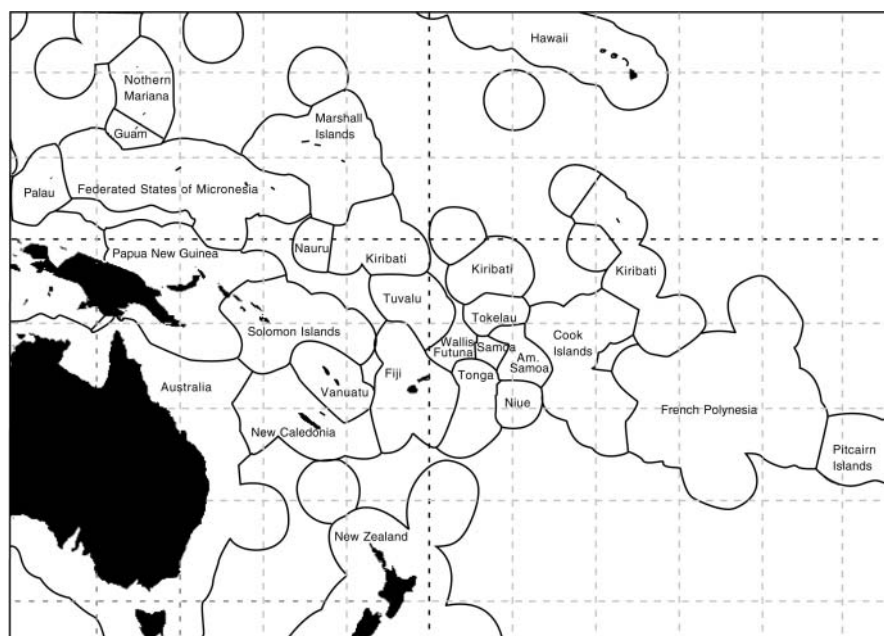 Hawaii
Nothern
Mariana
Guam
Marshall
Islands
Palau
Federated States of Micronesia
Papua New Guinea
Nauru
Kiribati
Kiribati
Kiribati
Tuvalu
Tokelau
Solomon Islands
Wallis
Futuna
Samoa
Cook
Islands
Am.
Samoa
Australia
Vanuatu
Fiji
Tonga
Niue
French Polynesia
New Caledonia
Pitcairn
Islands
New Zealand